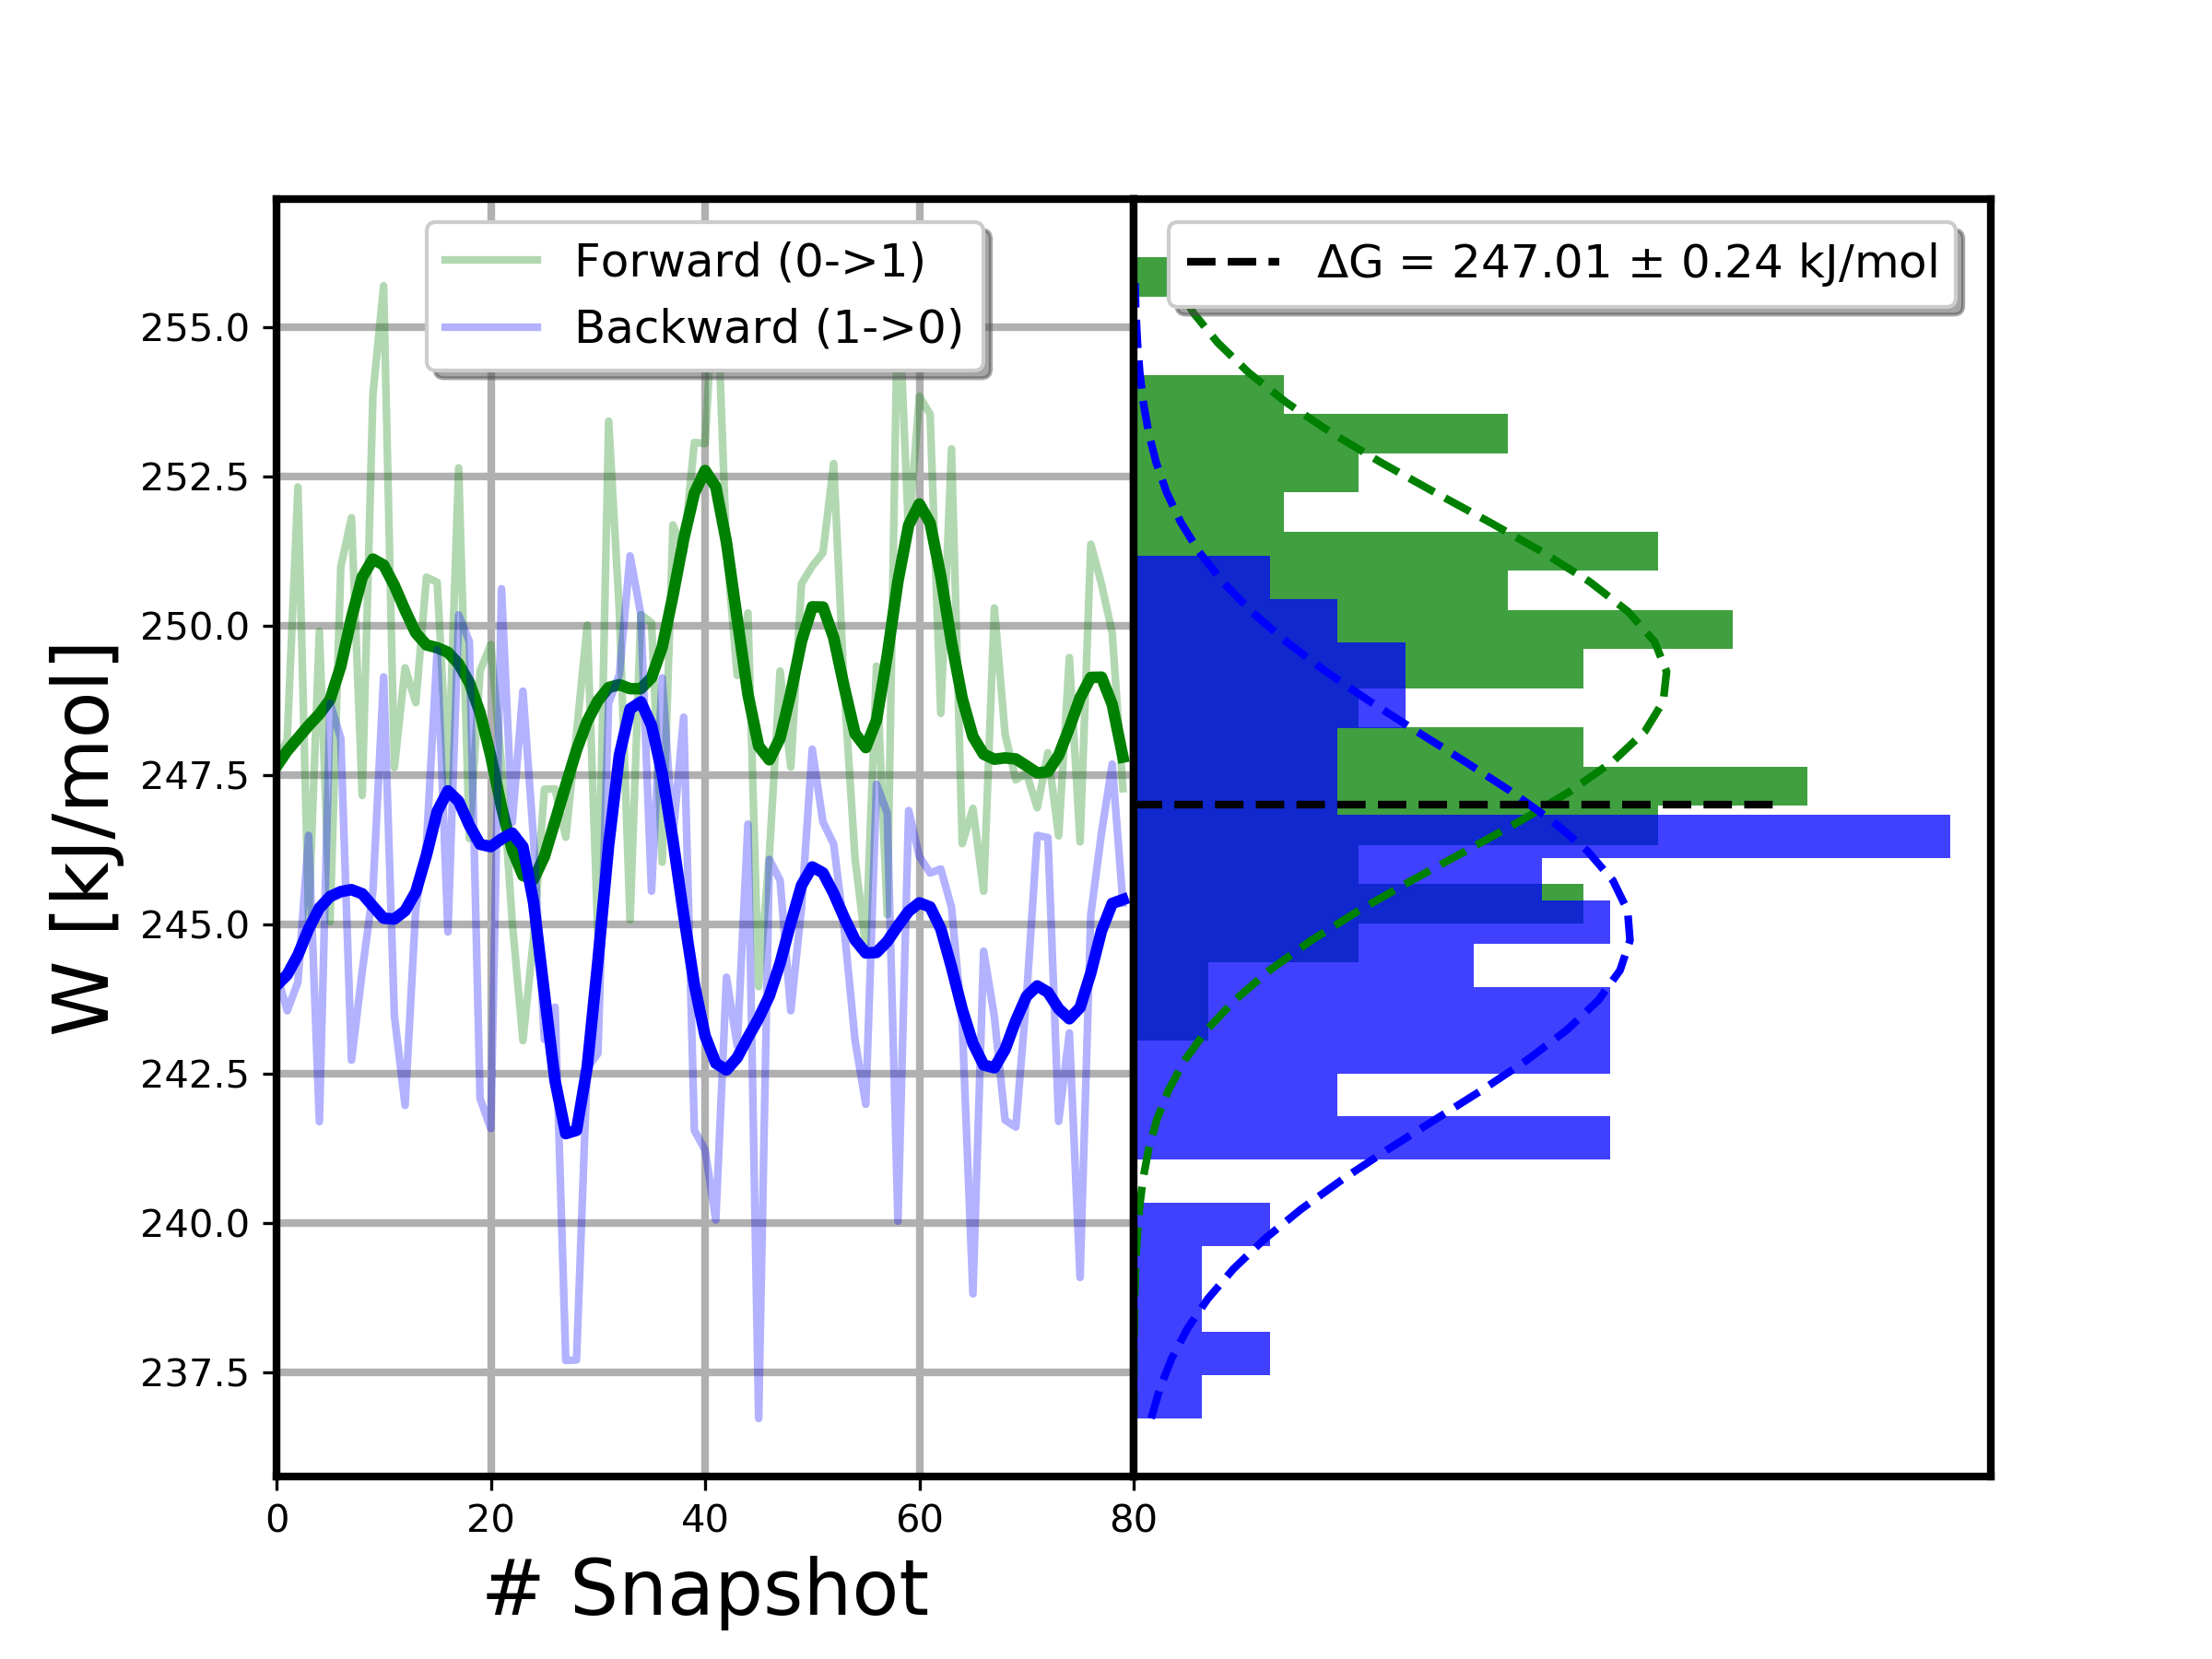 Forward (0->1)
Backward (1->0)
ΔG = 247.01 ± 0.24 kJ/mol
W [kJ/mol]
255.0
252.5
250.0
247.5
245.0
242.5
240.0
237.5
0 20 40 60 80
# Snapshot